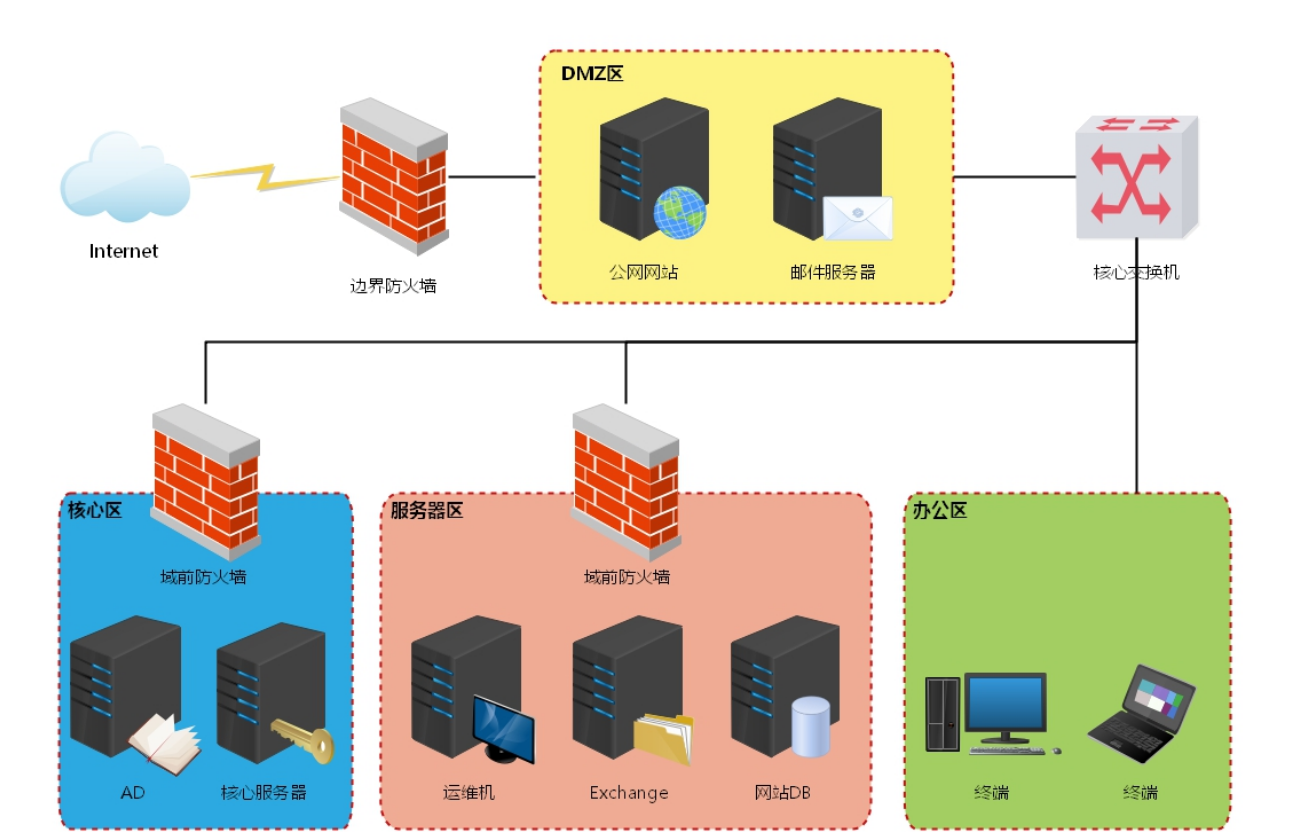 DMZ区
Internet
边界防火墙
公网网站
邮件服务器
核心交换机
核心区
服务器区
办公区
域前防火墙
域前防火墙
AD
核心服务器
运维机
Exchange
网站DB
终端
终端